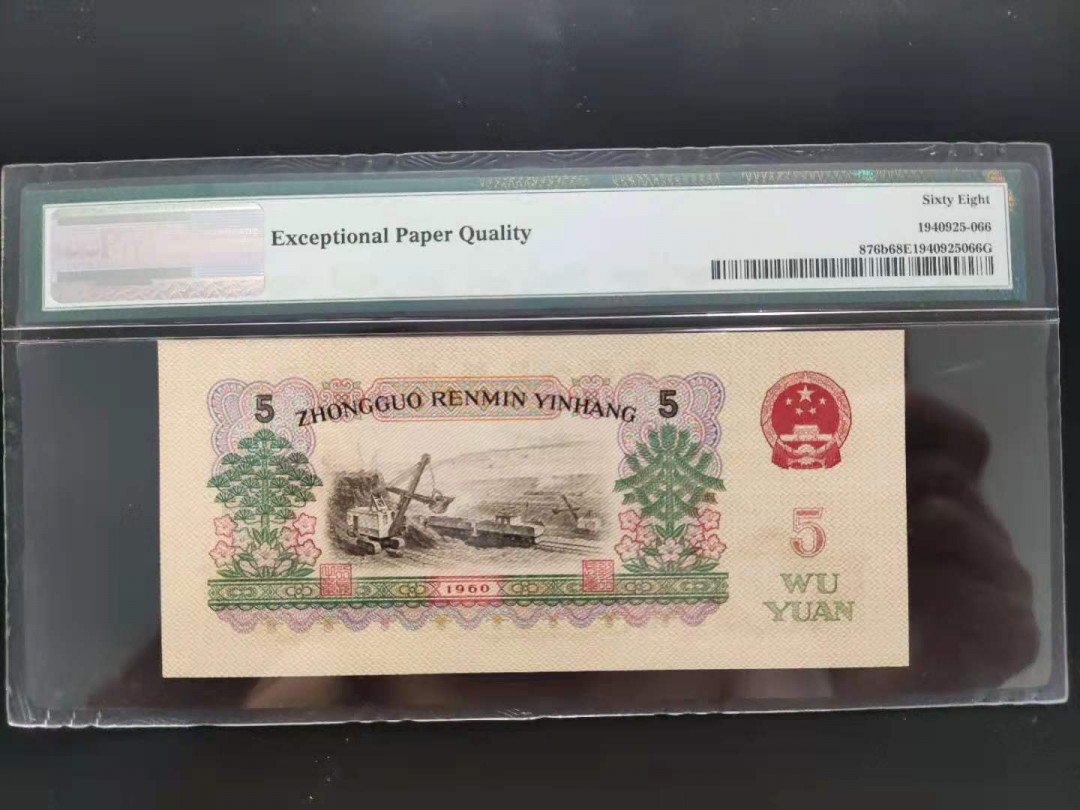 Sixty Eight
Exceptional Paper Quality
1940925-066
876b68E1940925066G
5 ZHONGGUO RENMIN YINHANG 5
5
1960
WU
YUAN